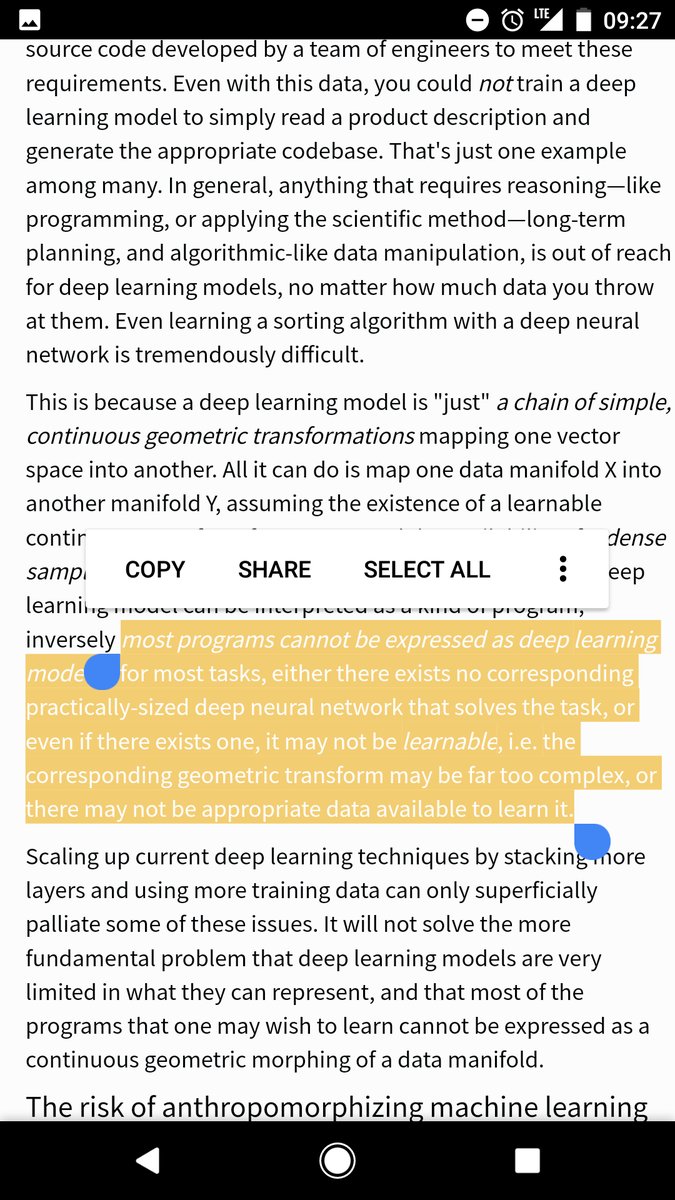 LTE 09:27
source code developed by a team of engineers to meet these
requirements. Even with this data, you could not train a deep
learning model to simply read a product description and
generate the appropriate codebase. That's just one example
among many. In general, anything that requires reasoning—like
programming, or applying the scientific method—long-term
planning, and algorithmic-like data manipulation, is out of reach
for deep learning models, no matter how much data you throw
at them. Even learning a sorting algorithm with a deep neural
network is tremendously difficult.
This is because a deep learning model is "just" a chain of simple,
continuous geometric transformations mapping one vector
space into another. All it can do is map one data manifold X into
another manifold Y, assuming the existence of a learnable
dense
COPY SHARE SELECT ALL
eep
learning model can be interpreted as a kind of program,
inversely most programs cannot be expressed as deep learning
for most tasks, either there exists no corresponding
practically-sized deep neural network that solves the task, or
even if there exists one, it may not be learnable, i.e. the
corresponding geometric transform may be far too complex, or
there may not be appropriate data available to learn it.
Scaling up current deep learning techniques by stacking more
layers and using more training data can only superficially
palliate some of these issues. It will not solve the more
fundamental problem that deep learning models are very
limited in what they can represent, and that most of the
programs that one may wish to learn cannot be expressed as a
continuous geometric morphing of a data manifold.
The risk of anthropomorphizing machine learning